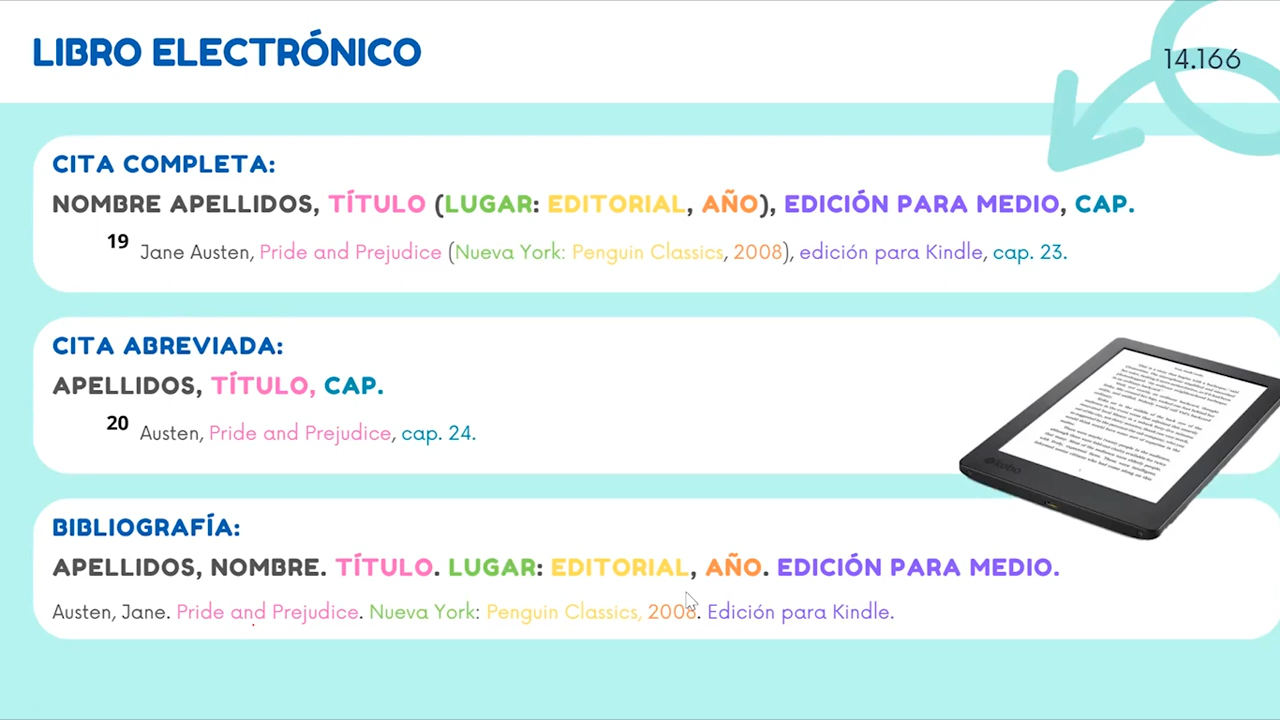 LIBRO ELECTRÓNICO
14.166
CITA COMPLETA:
NOMBRE APELLIDOS, TÍTULO (LUGAR: EDITORIAL, AÑO), EDICIÓN PARA MEDIO, CAP.
19 Jane Austen, Pride and Prejudice (Nueva York: Penguin Classics, 2008), edición para Kindle, cap. 23.
CITA ABREVIADA:
APELLIDOS, TÍTULO, CAP.
20 Austen, Pride and Prejudice, cap. 24.
BIBLIOGRAFÍA:
APELLIDOS, NOMBRE. TÍTULO. LUGAR: EDITORIAL, AÑO. EDICIÓN PARA MEDIO.
Austen, Jane. Pride and Prejudice. Nueva York: Penguin Classics, 2008. Edición para Kindle.